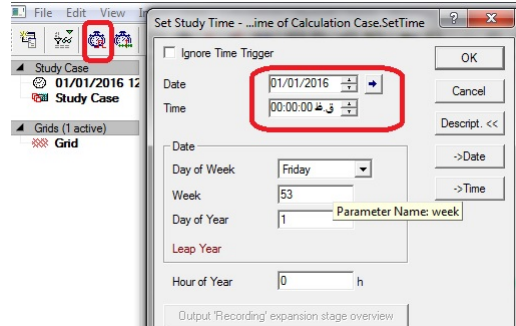 File Edit View
Set Study Time - ...ime of Calculation Case.SetTime
Ignore Time Trigger
OK
Date 01/01/2016
Cancel
Time 00:00:00 ق.ظ
Descript. <<
Study Case
01/01/2016 12
Study Case
Grids (1 active)
Grid
Date
->Date
Day of Week Friday
Week 53
->Time
Parameter Name: week
Day of Year 1
Leap Year
Hour of Year 0 h
Output 'Recording' expansion stage overview